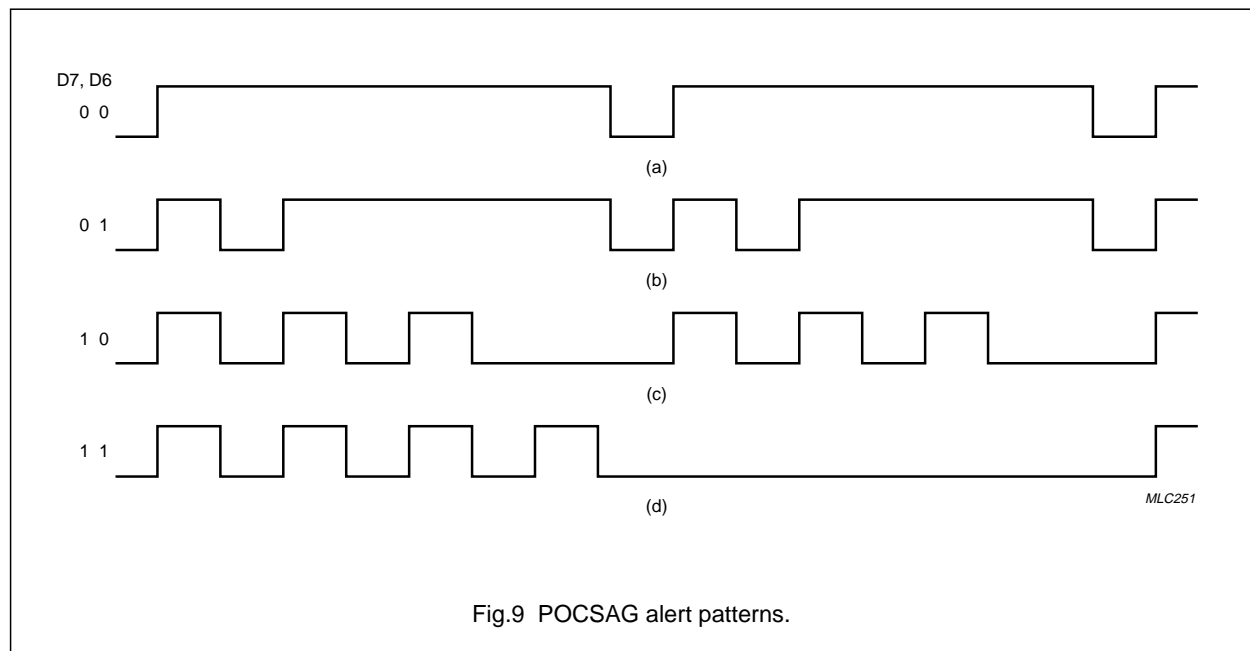 D7, D6
0 0
(a)
0 1
(b)
1 0
(c)
1 1
(d)
MLC251
Fig.9 POCSAG alert patterns.